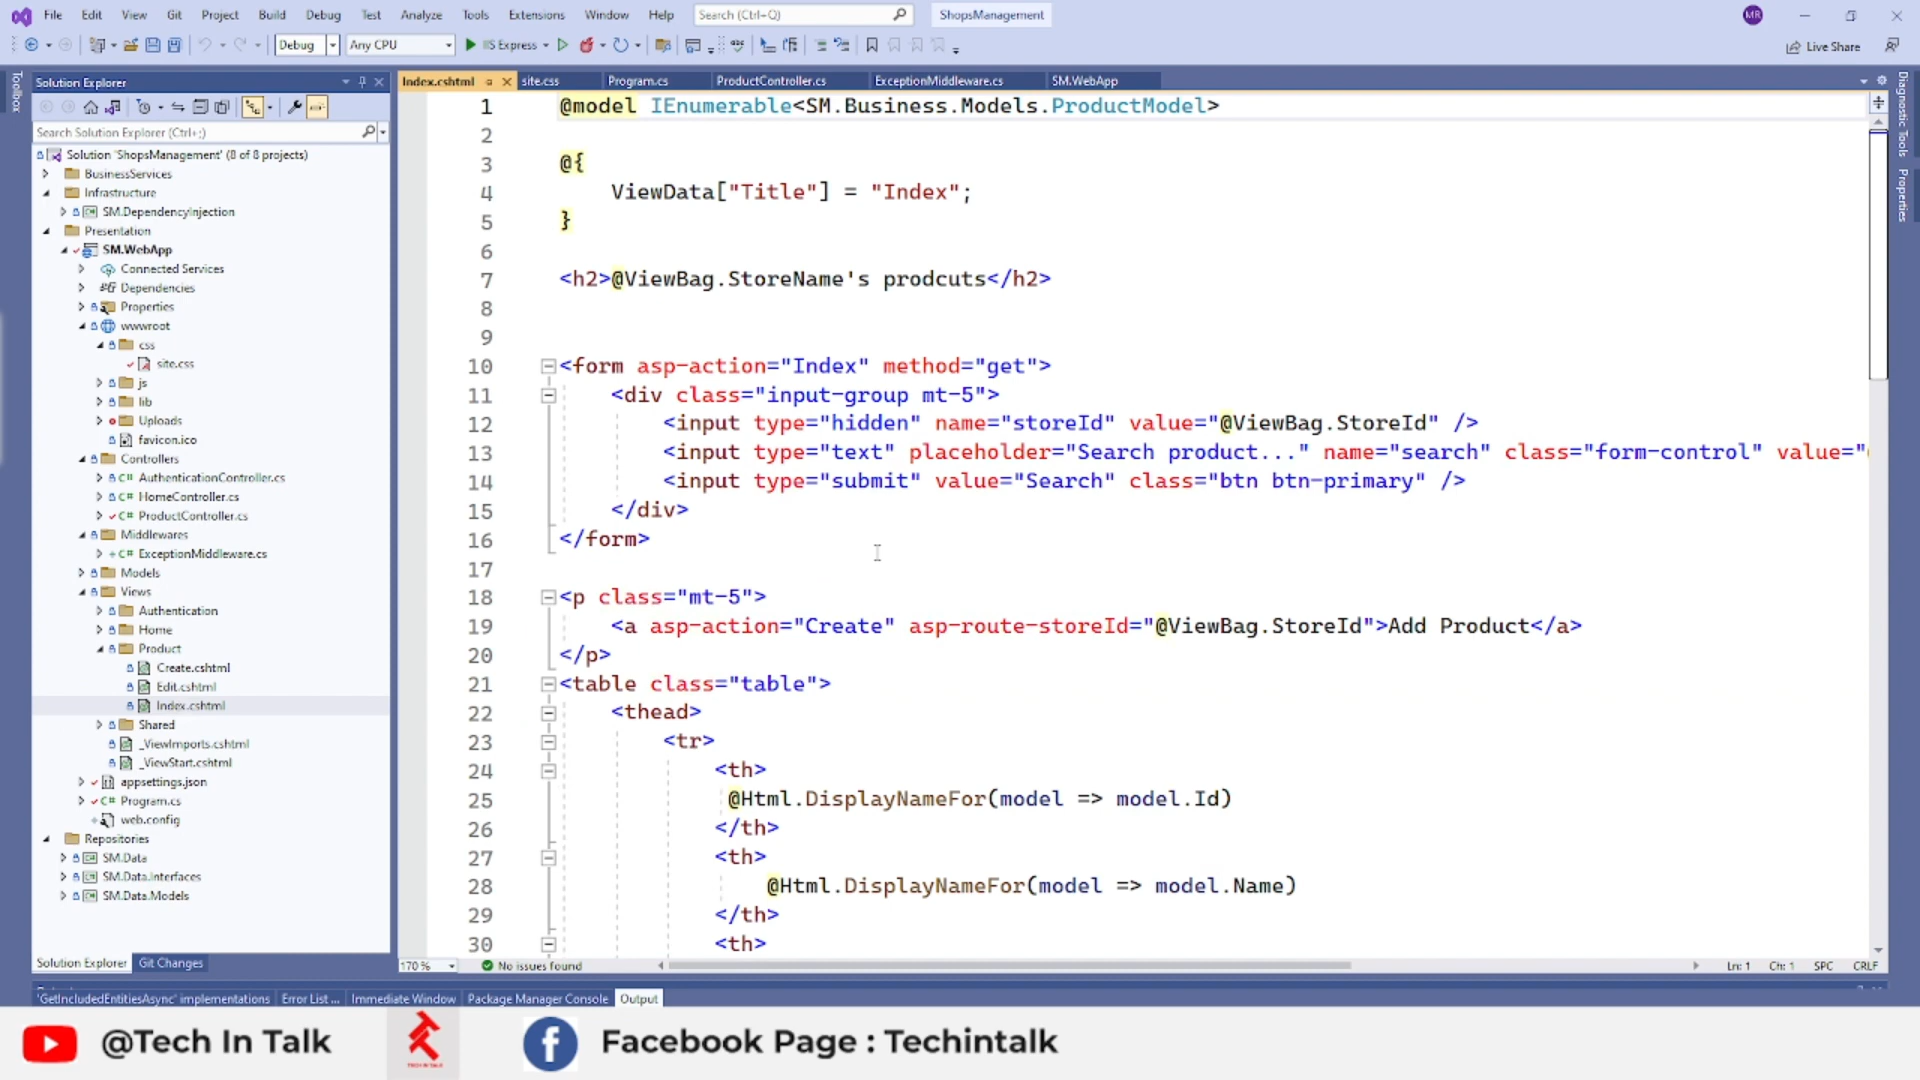 File Edit View Git Project Build Debug Test Analyze Tools Extensions Window Help Search (Ctrl+Q) ShopsManagement MR
Debug Any CPU IIS Express Live Share
Toolbox
Solution Explorer
Search Solution Explorer (Ctrl+;)
Solution 'ShopsManagement' (8 of 8 projects)
BusinessServices
Infrastructure
SM.DependencyInjection
Presentation
SM.WebApp
Connected Services
Dependencies
Properties
wwwroot
css
site.css
js
lib
Uploads
favicon.ico
Controllers
C# AuthenticationController.cs
C# HomeController.cs
C# ProductController.cs
Middlewares
C# ExceptionMiddleware.cs
Models
Views
Authentication
Home
Product
Create.cshtml
Edit.cshtml
Index.cshtml
Shared
_ViewImports.cshtml
_ViewStart.cshtml
appsettings.json
C# Program.cs
web.config
Repositories
SM.Data
SM.Data.Interfaces
SM.Data.Models
Solution Explorer Git Changes
Index.cshtml site.css Program.cs ProductController.cs ExceptionMiddleware.cs SM.WebApp
1 @model IEnumerable<SM.Business.Models.ProductModel>
2
3 @{
4 ViewData["Title"] = "Index";
5 }
6
7 <h2>@ViewBag.StoreName's prodcuts</h2>
8
9
10 <form asp-action="Index" method="get">
11 <div class="input-group mt-5">
12 <input type="hidden" name="storeId" value="@ViewBag.StoreId" />
13 <input type="text" placeholder="Search product..." name="search" class="form-control" value="
14 <input type="submit" value="Search" class="btn btn-primary" />
15 </div>
16 </form>
17
18 <p class="mt-5">
19 <a asp-action="Create" asp-route-storeId="@ViewBag.StoreId">Add Product</a>
20 </p>
21 <table class="table">
22 <thead>
23 <tr>
24 <th>
25 @Html.DisplayNameFor(model => model.Id)
26 </th>
27 <th>
28 @Html.DisplayNameFor(model => model.Name)
29 </th>
30 <th>
170 % No issues found Ln: 1 Ch: 1 SPC CRLF
Diagnostic Tools
Properties
'GetIncludedEntitiesAsync' implementations Error List ... Immediate Window Package Manager Console Output
@Tech In Talk TECH IN TALK Facebook Page : Techintalk